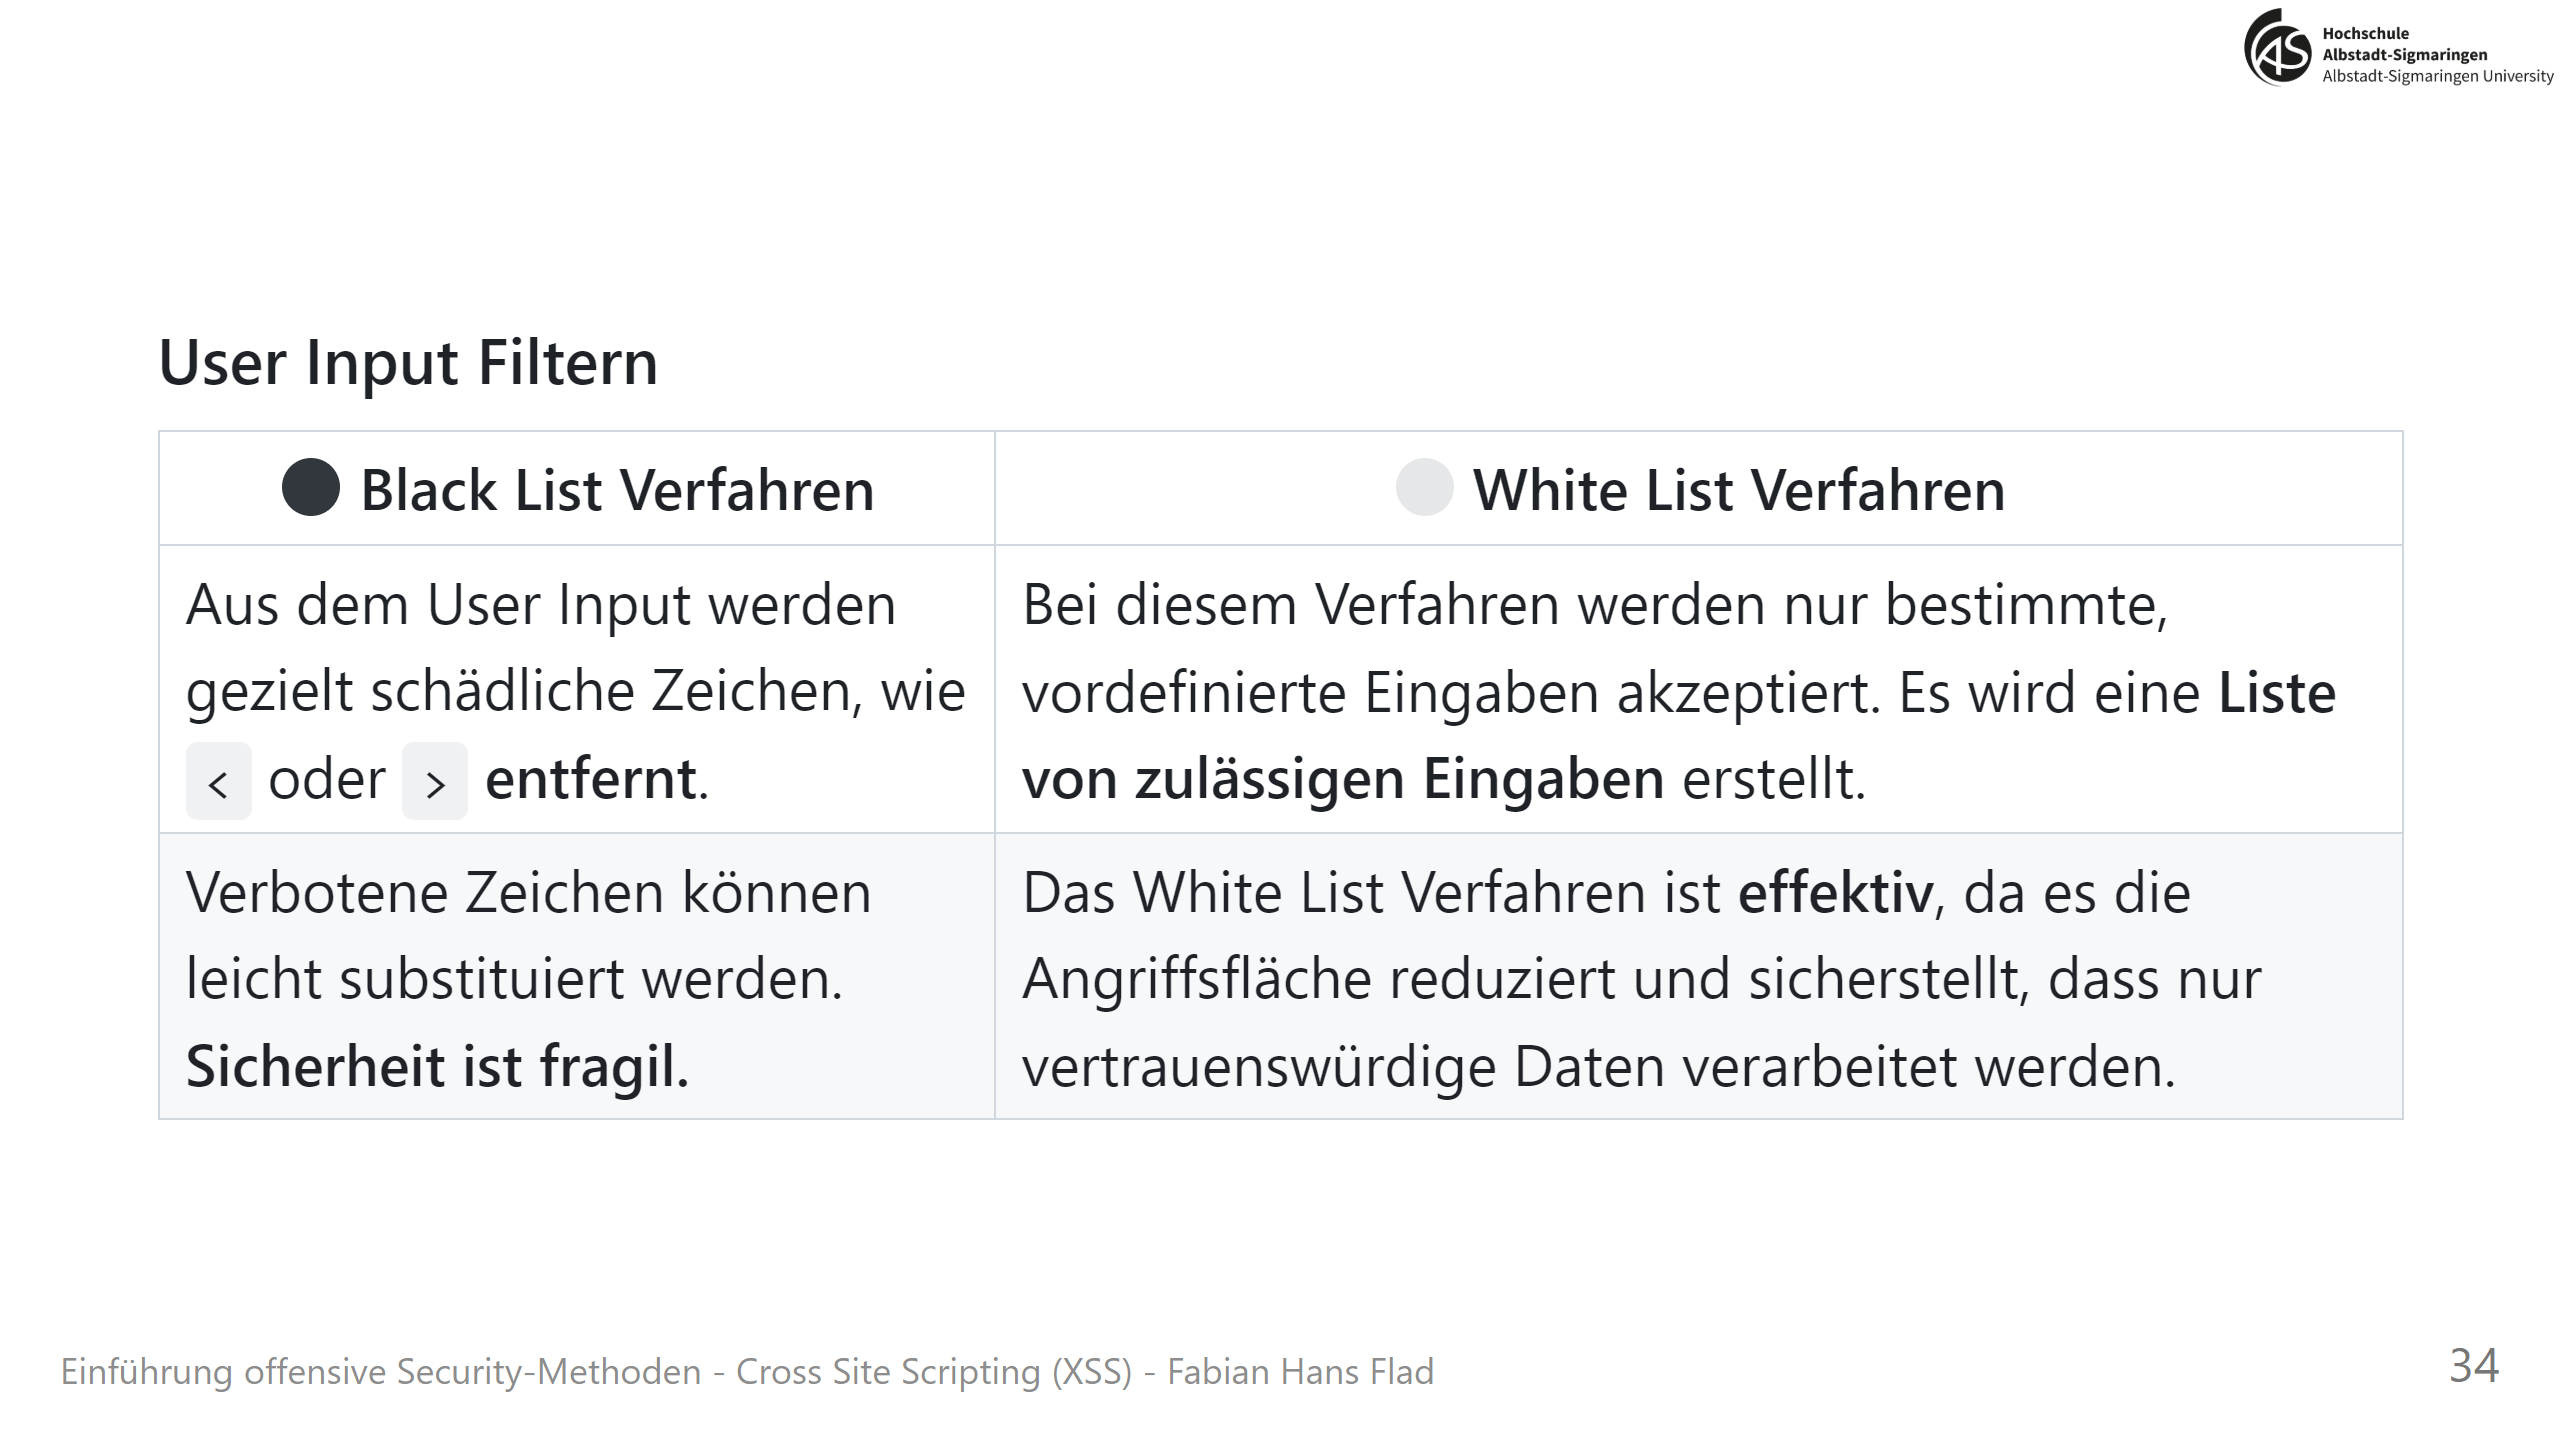 Hochschule
Albstadt-Sigmaringen
Albstadt-Sigmaringen University
User Input Filtern
Black List Verfahren
White List Verfahren
Aus dem User Input werden
gezielt schädliche Zeichen, wie
< oder > entfernt.
Bei diesem Verfahren werden nur bestimmte,
vordefinierte Eingaben akzeptiert. Es wird eine Liste
von zulässigen Eingaben erstellt.
Verbotene Zeichen können
leicht substituiert werden.
Sicherheit ist fragil.
Das White List Verfahren ist effektiv, da es die
Angriffsfläche reduziert und sicherstellt, dass nur
vertrauenswürdige Daten verarbeitet werden.
Einführung offensive Security-Methoden - Cross Site Scripting (XSS) - Fabian Hans Flad
34